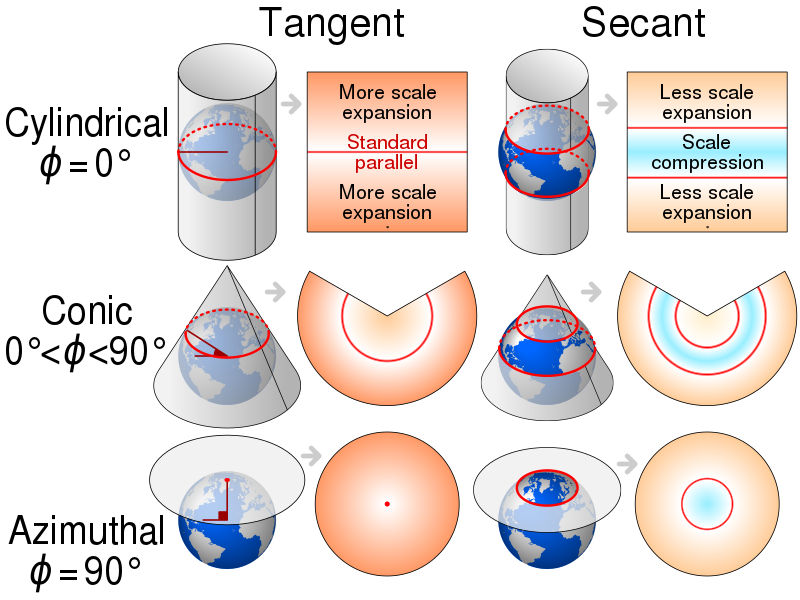 Tangent
Secant
Cylindrical
ϕ = 0°
More scale
expansion
Standard
parallel
More scale
expansion
Less scale
expansion
Scale
compression
Less scale
expansion
Conic
0°<ϕ<90°
Azimuthal
ϕ = 90°